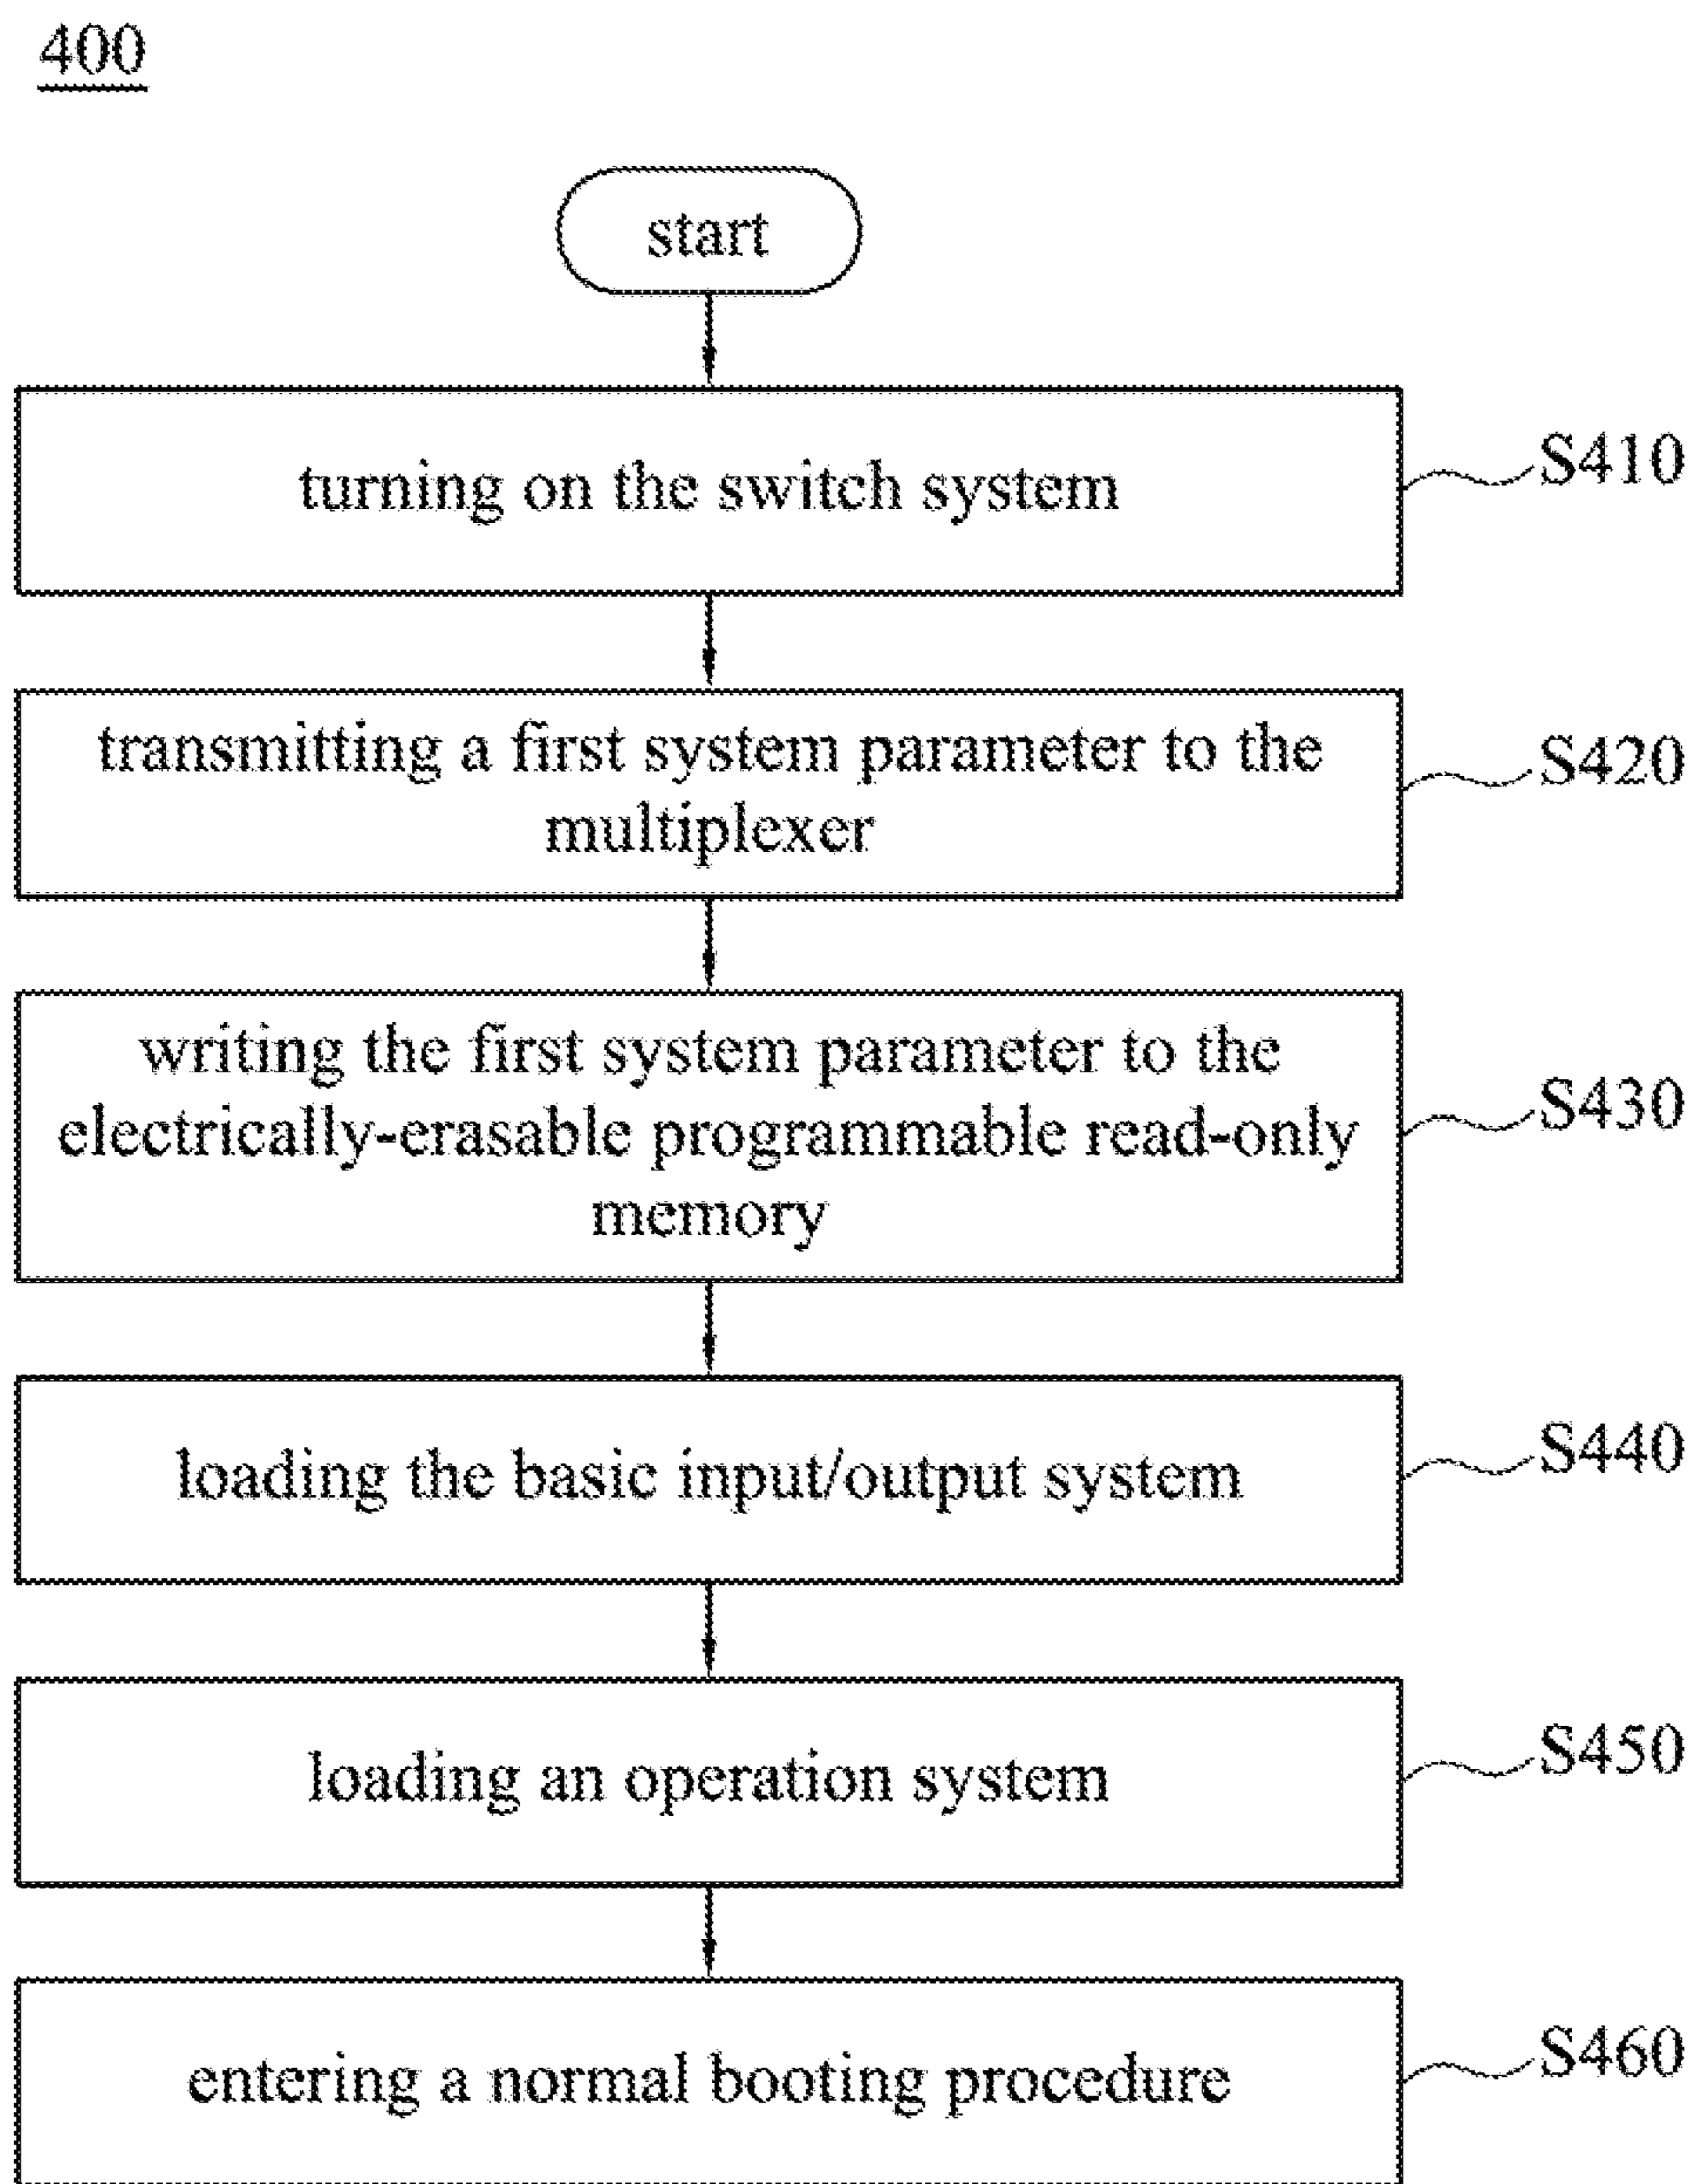 400
start
turning on the switch system
S410
transmitting a first system parameter to the
multiplexer
S420
writing the first system parameter to the
electrically-erasable programmable read-only
memory
S430
loading the basic input/output system
S440
loading an operation system
S450
entering a normal booting procedure
S460